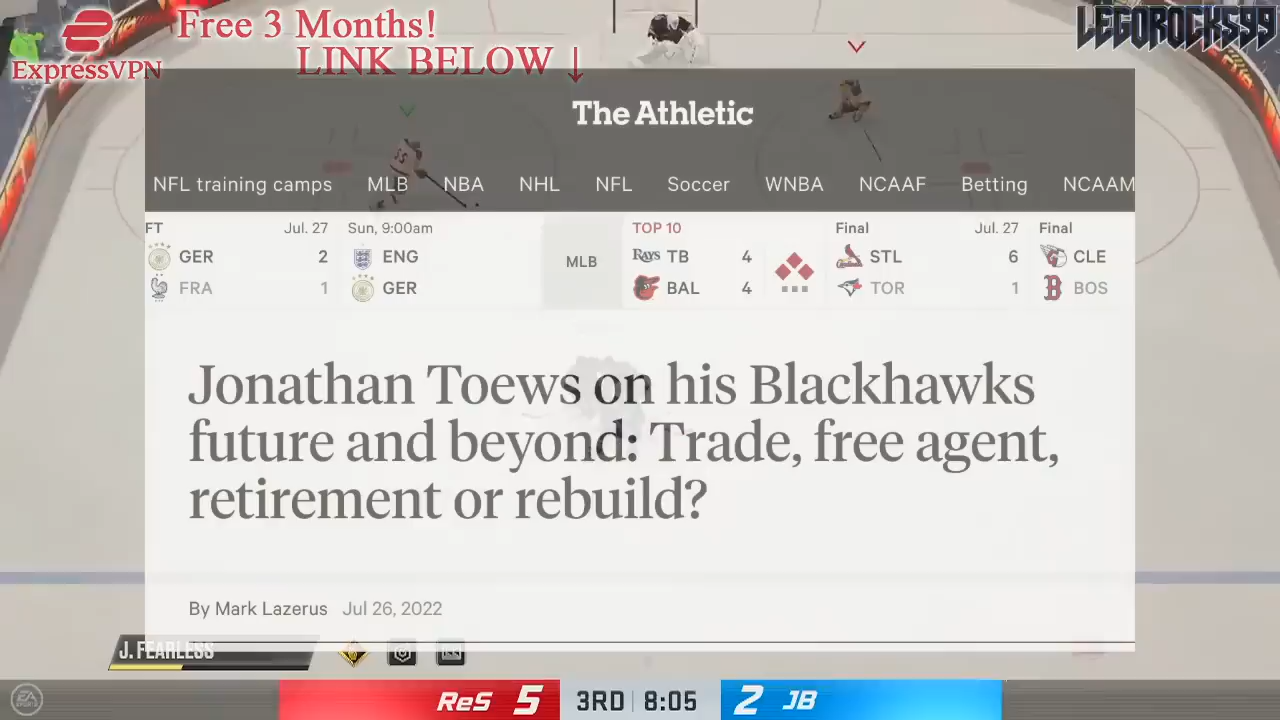 Free 3 Months!
LINK BELOW ↓
ExpressVPN
LEGOROCKS99
The Athletic
NFL training camps MLB NBA NHL NFL Soccer WNBA NCAAF Betting NCAAM
FT Jul. 27 Sun, 9:00am TOP 10 Final Jul. 27 Final
GER 2 ENG MLB Rays TB 4 STL 6 CLE
FRA 1 GER BAL 4 TOR 1 B BOS
55
Jonathan Toews on his Blackhawks
future and beyond: Trade, free agent,
retirement or rebuild?
By Mark Lazerus Jul 26, 2022
J. FEARLESS
EA SPORTS ReS 5 3RD 8:05 2 JB